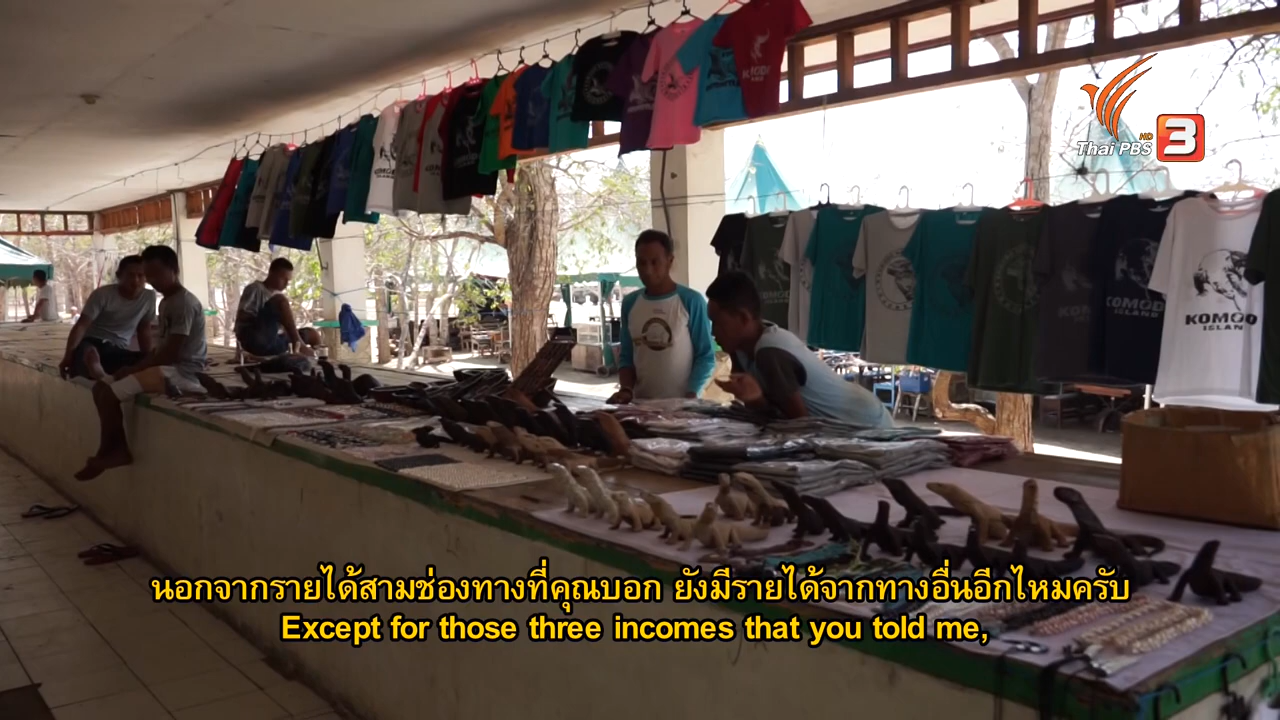 KOMODO
HD
Thai PBS 3
KOMODO
ISLAND
KOMODO
ISLAND
นอกจากรายได้สามช่องทางที่คุณบอก ยังมีรายได้จากทางอื่นอีกไหมครับ
Except for those three incomes that you told me,